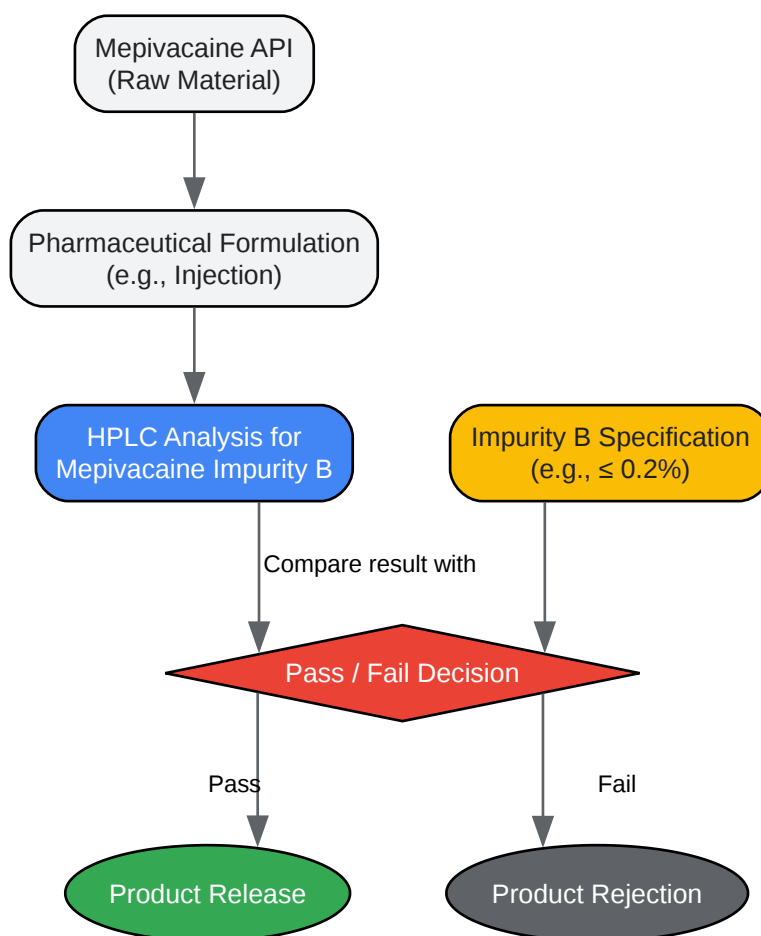 Mepivacaine API
(Raw Material)
Pharmaceutical Formulation
(e.g., Injection)
HPLC Analysis for
Mepivacaine Impurity B
Impurity B Specification
(e.g., ≤ 0.2%)
Compare result with
Pass / Fail Decision
Pass
Fail
Product Release
Product Rejection